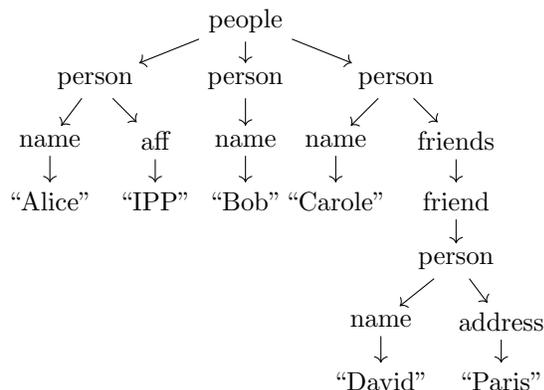 people
person person person
name aff name name friends
“Alice” “IPP” “Bob” “Carole” friend
person
name address
“David” “Paris”